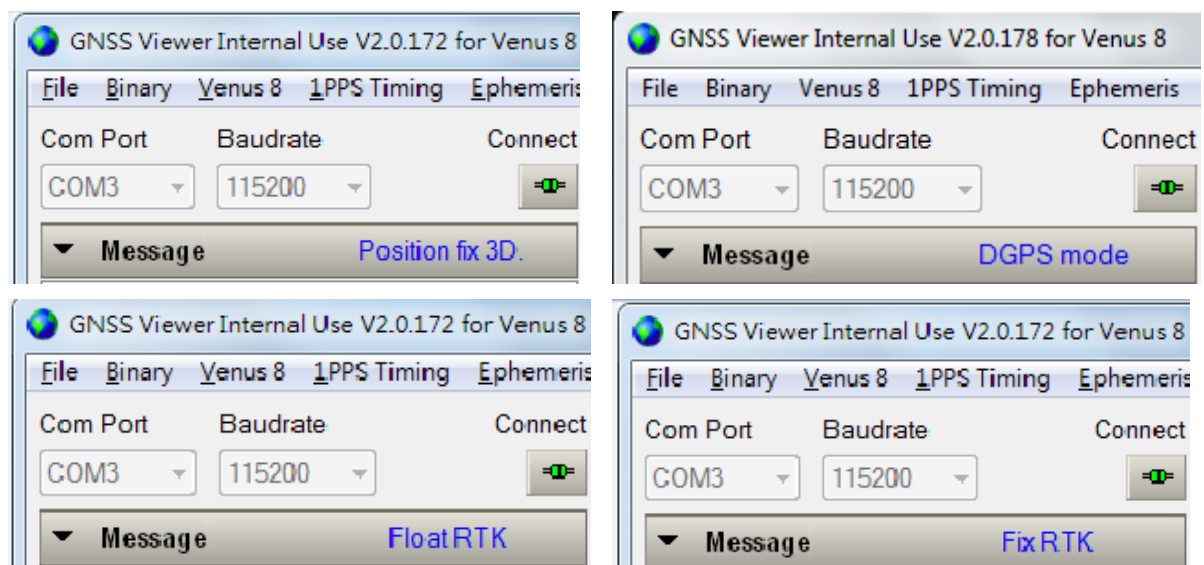 GNSS Viewer Internal Use V2.0.172 for Venus 8
File Binary Venus 8 1PPS Timing Ephemeris
Com Port Baudrate Connect
COM3 115200
Message Position fix 3D.
GNSS Viewer Internal Use V2.0.178 for Venus 8
File Binary Venus 8 1PPS Timing Ephemeris
Com Port Baudrate Connect
COM3 115200
Message DGPS mode
GNSS Viewer Internal Use V2.0.172 for Venus 8
File Binary Venus 8 1PPS Timing Ephemeris
Com Port Baudrate Connect
COM3 115200
Message Float RTK
GNSS Viewer Internal Use V2.0.172 for Venus 8
File Binary Venus 8 1PPS Timing Ephemeris
Com Port Baudrate Connect
COM3 115200
Message Fix RTK